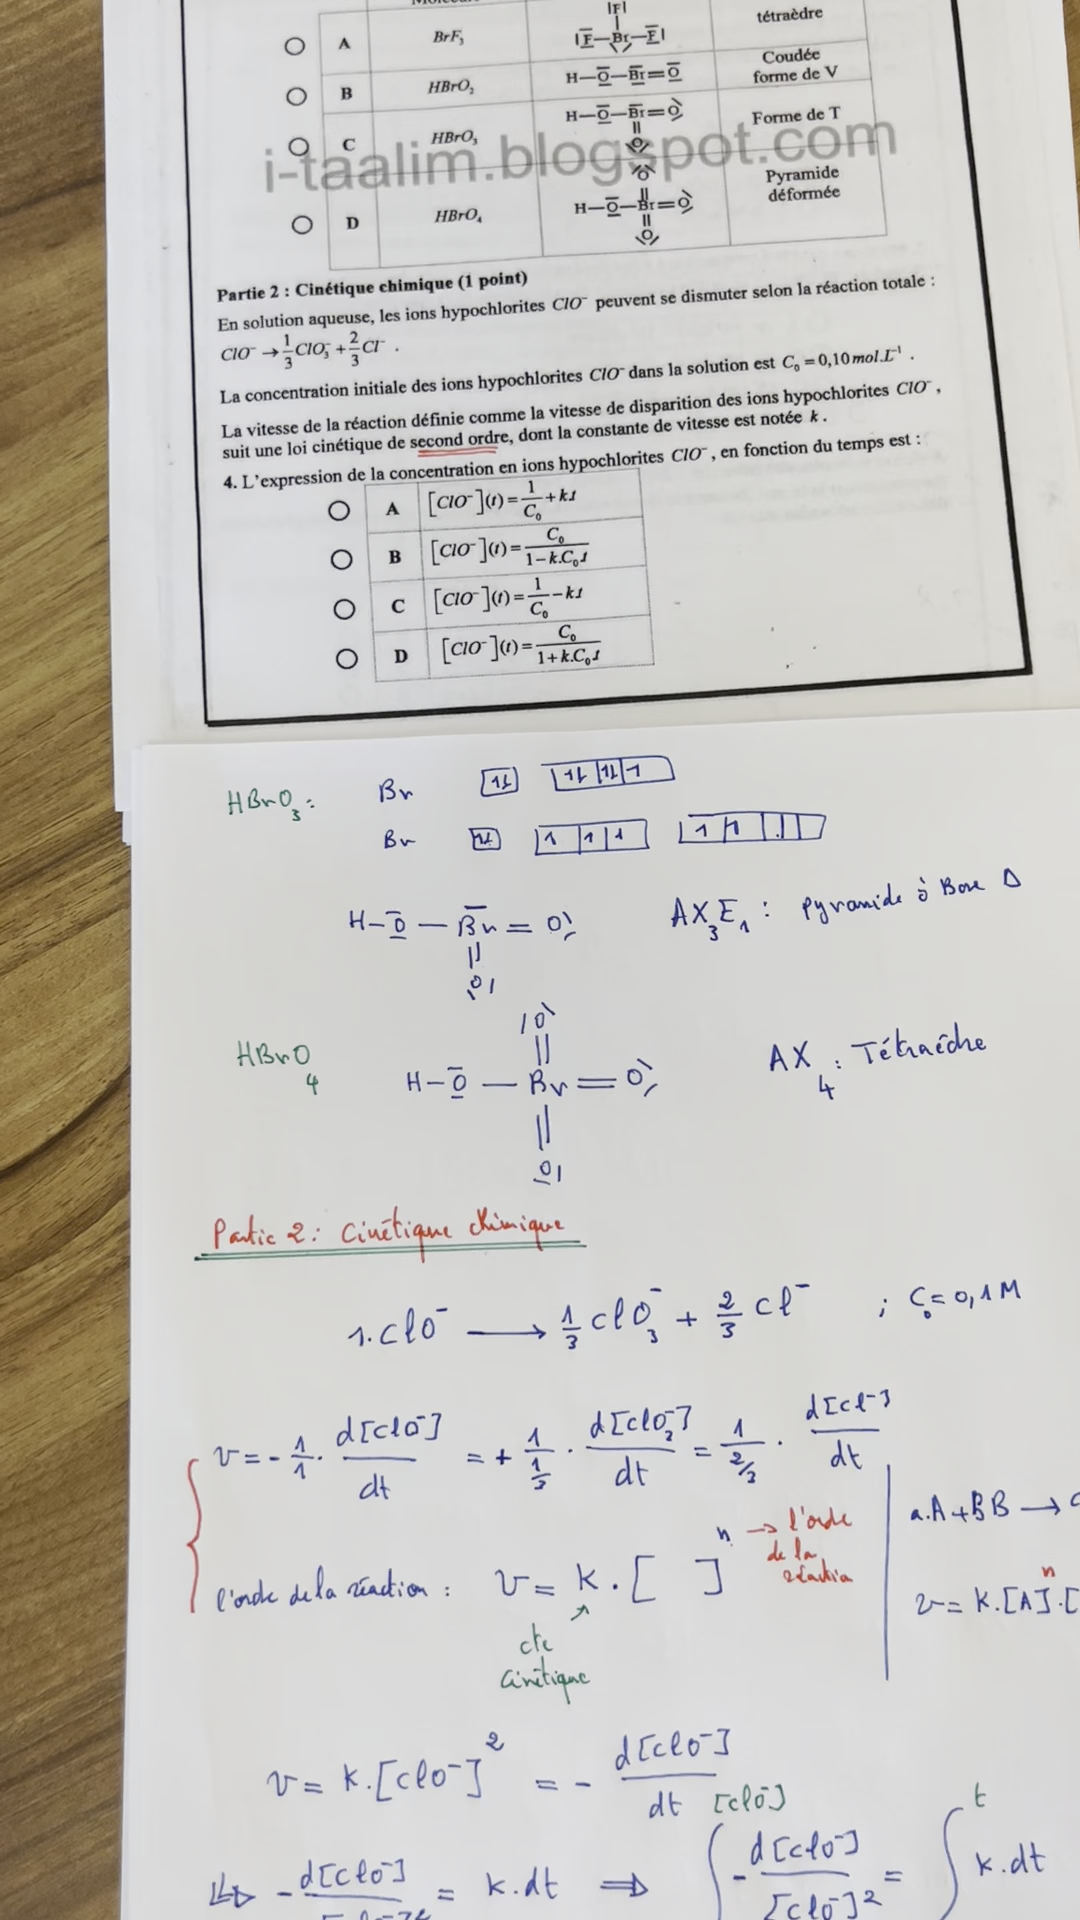 |F|
A BrF₃ |F̅—Br—F̅| tétraèdre
B HBrO₂ H—O̲̅—B̲̅r̲=O̲̅ Coudée
forme de V
C HBrO₃ H—O̲̅—B̅r=O Forme de T
||
O
i-taalim.blogspot.com
O
||
D HBrO₄ H—O̲̅—Br=O Pyramide
déformée
||
O
Partie 2 : Cinétique chimique (1 point)
En solution aqueuse, les ions hypochlorites ClO⁻ peuvent se dismuter selon la réaction totale :
ClO⁻ → 1/3 ClO₃⁻ + 2/3 Cl⁻ .
La concentration initiale des ions hypochlorites ClO⁻ dans la solution est C₀ = 0,10 mol.L⁻¹ .
La vitesse de la réaction définie comme la vitesse de disparition des ions hypochlorites ClO⁻,
suit une loi cinétique de second ordre, dont la constante de vitesse est notée k .
4. L'expression de la concentration en ions hypochlorites ClO⁻, en fonction du temps est :
A [ClO⁻](t) = 1/C₀ + k.t
B [ClO⁻](t) = C₀/(1−k.C₀.t)
C [ClO⁻](t) = 1/C₀ − k.t
D [ClO⁻](t) = C₀/(1+k.C₀.t)
HBrO₃ : Br ↑↓ ↑↓ ↑↓ ↑
Br ↑↓ ↑ ↑ ↑ ↑ ↑
H—O̲̅—B̅r=O AX₃E₁ : Pyramide à Base Δ
||
O
O
||
HBrO₄ H—O̲̅—Br=O AX₄ : Tétraèdre
||
O
Partie 2 : Cinétique chimique
1.ClO⁻ ⟶ 1/3 ClO₃⁻ + 2/3 Cl⁻ ; C₀ = 0,1 M
v = − 1/1 . d[ClO⁻]/dt = + 1/(1/3) . d[ClO₃⁻]/dt = 1/(2/3) . d[Cl⁻]/dt
a.A + B B ⟶
l'ordre de la réaction : v = k . [ ]ⁿ → l'ordre
de la
réaction
v = k.[A]ⁿ.[
cte
cinétique
v = k.[ClO⁻]² = − d[ClO⁻]/dt
− d[ClO⁻]/[ClO⁻]² = k.dt ⟹ ∫^[ClO⁻] − d[ClO⁻]/[ClO⁻]² = ∫^t k.dt